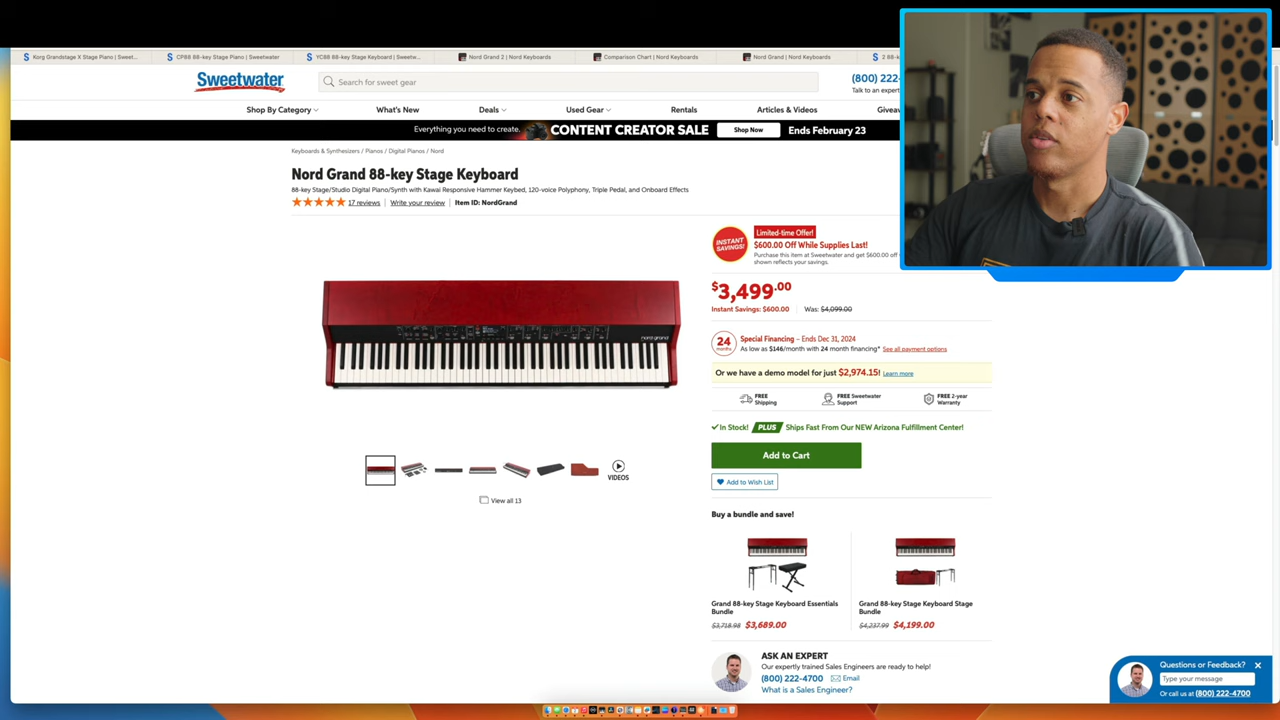 Korg Grandstage X Stage Piano | Sweet...
CP88 88-key Stage Piano | Sweetwater
YC88 88-key Stage Keyboard | Sweetw...
Nord Grand 2 | Nord Keyboards
Comparison Chart | Nord Keyboards
Nord Grand | Nord Keyboards
2 88-k
Sweetwater
Search for sweet gear
(800) 222-
Talk to an expert
Shop By Category
What's New
Deals
Used Gear
Rentals
Articles & Videos
Giveaw
Everything you need to create.
CONTENT CREATOR SALE
Shop Now
Ends February 23
Keyboards & Synthesizers / Pianos / Digital Pianos / Nord
Nord Grand 88-key Stage Keyboard
88-key Stage/Studio Digital Piano/Synth with Kawai Responsive Hammer Keybed, 120-voice Polyphony, Triple Pedal, and Onboard Effects
17 reviews
Write your review
Item ID: NordGrand
INSTANT SAVINGS!
Limited-time Offer!
$600.00 Off While Supplies Last!
Purchase this item at Sweetwater and get $600.00 off
shown reflects your savings.
$3,499.00
Instant Savings: $600.00
Was: $4,099.00
24 months
Special Financing – Ends Dec 31, 2024
As low as $146/month with 24 month financing* See all payment options
Or we have a demo model for just $2,974.15! Learn more
FREE Shipping
FREE Sweetwater Support
FREE 2-year Warranty
In Stock! PLUS Ships Fast From Our NEW Arizona Fulfillment Center!
Add to Cart
Add to Wish List
nord grand
VIDEOS
View all 13
Buy a bundle and save!
Grand 88-key Stage Keyboard Essentials
Bundle
$3,718.98 $3,689.00
Grand 88-key Stage Keyboard Stage
Bundle
$4,237.99 $4,199.00
ASK AN EXPERT
Our expertly trained Sales Engineers are ready to help!
(800) 222-4700 Email
What is a Sales Engineer?
Questions or Feedback?
Type your message
Or call us at (800) 222-4700